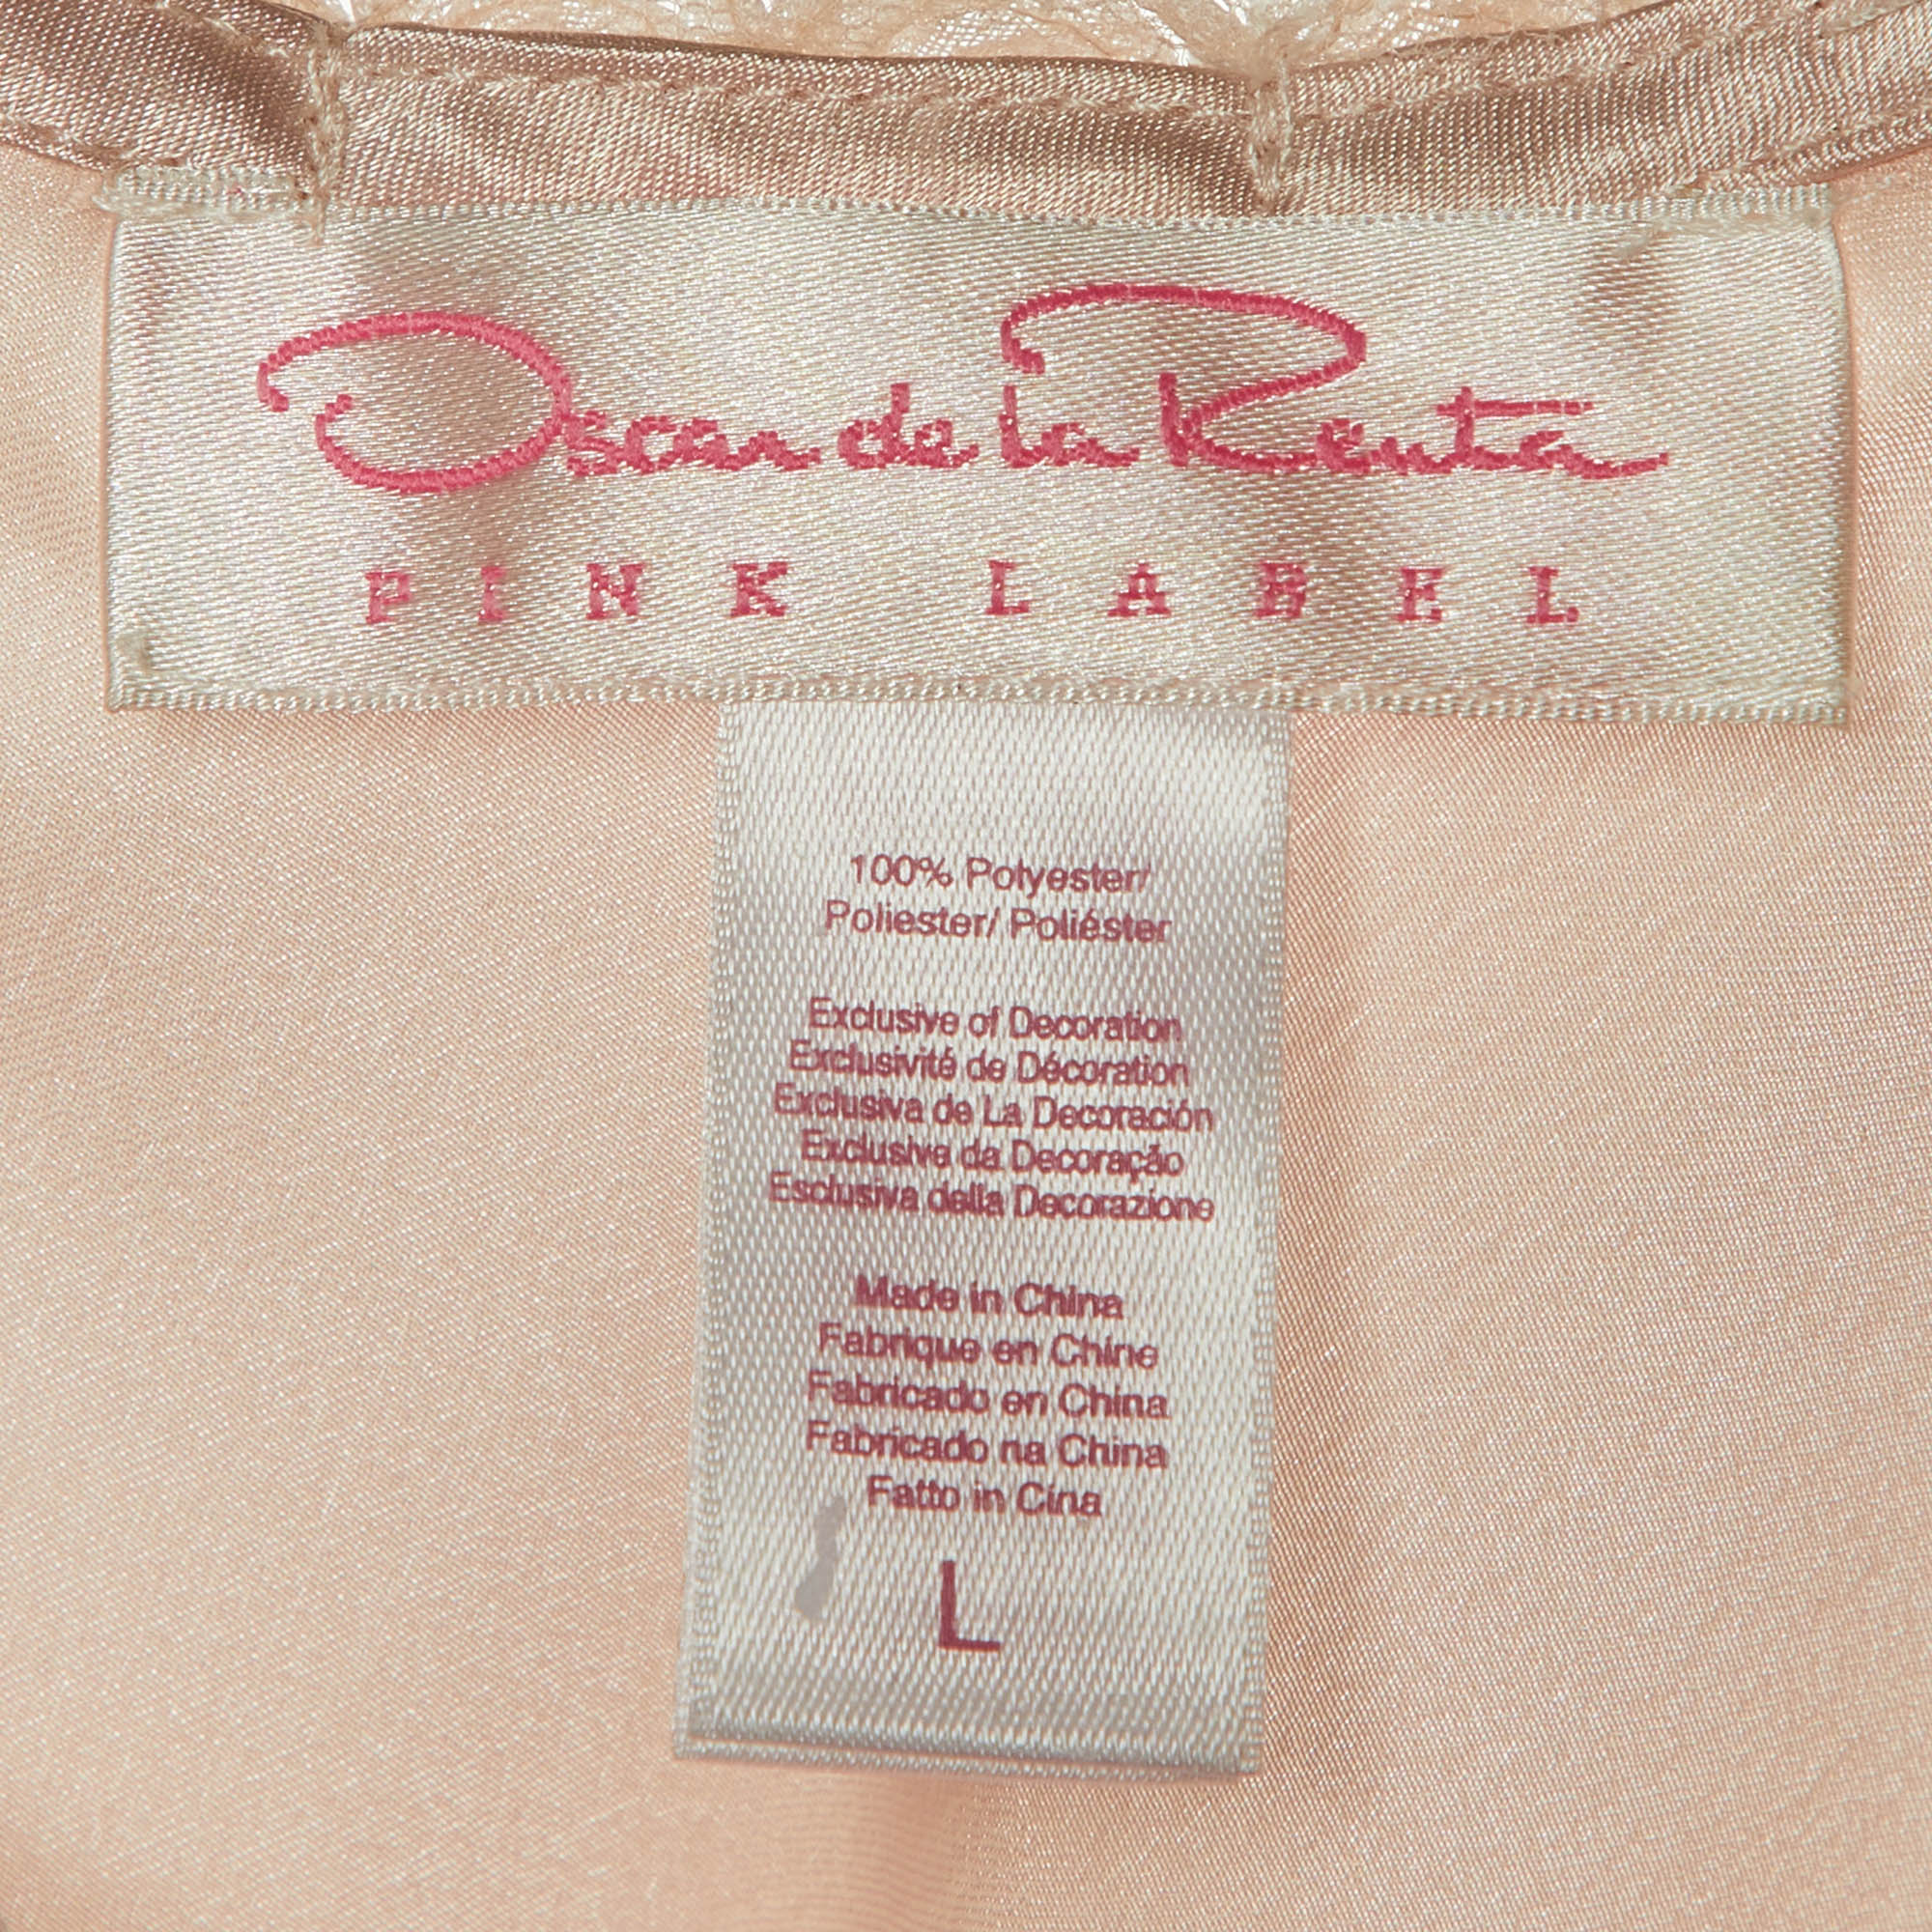 Oscar de la Renta
PINK LABEL
100% Polyester/
Poliester/ Poliéster
Exclusive of Decoration
Exclusivité de Décoration
Exclusiva de La Decoración
Exclusiva da Decoração
Esclusiva della Decorazione
Made in China
Fabrique en Chine
Fabricado en China
Fabricado na China
Fatto in Cina
L